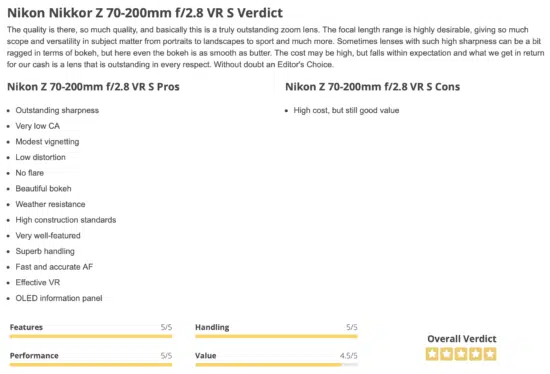 Nikon Nikkor Z 70-200mm f/2.8 VR S Verdict
The quality is there, so much quality, and basically this is a truly outstanding zoom lens. The focal length range is highly desirable, giving so much
scope and versatility in subject matter from portraits to landscapes to sport and much more. Sometimes lenses with such high sharpness can be a bit
ragged in terms of bokeh, but here even the bokeh is as smooth as butter. The cost may be high, but falls within expectation and what we get in return
for our cash is a lens that is outstanding in every respect. Without doubt an Editor's Choice.
Nikon Z 70-200mm f/2.8 VR S Pros
Outstanding sharpness
Very low CA
Modest vignetting
Low distortion
No flare
Beautiful bokeh
Weather resistance
High construction standards
Very well-featured
Superb handling
Fast and accurate AF
Effective VR
OLED information panel
Nikon Z 70-200mm f/2.8 VR S Cons
High cost, but still good value
Features 5/5
Handling 5/5
Performance 5/5
Value 4.5/5
Overall Verdict